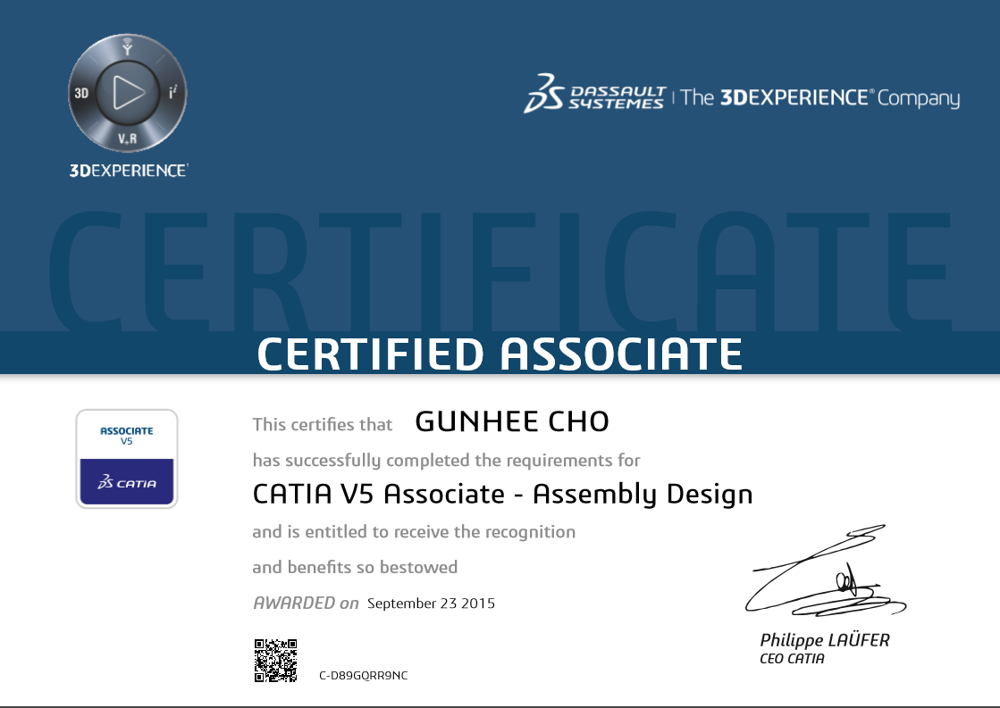 3D
i i
V+R
3DEXPERIENCE
DASSAULT SYSTEMES | The 3DEXPERIENCE® Company
CERTIFICATE
CERTIFIED ASSOCIATE
ASSOCIATE
V5
CATIA
This certifies that GUNHEE CHO
has successfully completed the requirements for
CATIA V5 Associate - Assembly Design
and is entitled to receive the recognition
and benefits so bestowed
AWARDED on September 23 2015
Philippe LAÜFER
CEO CATIA
C-D89GQRR9NC